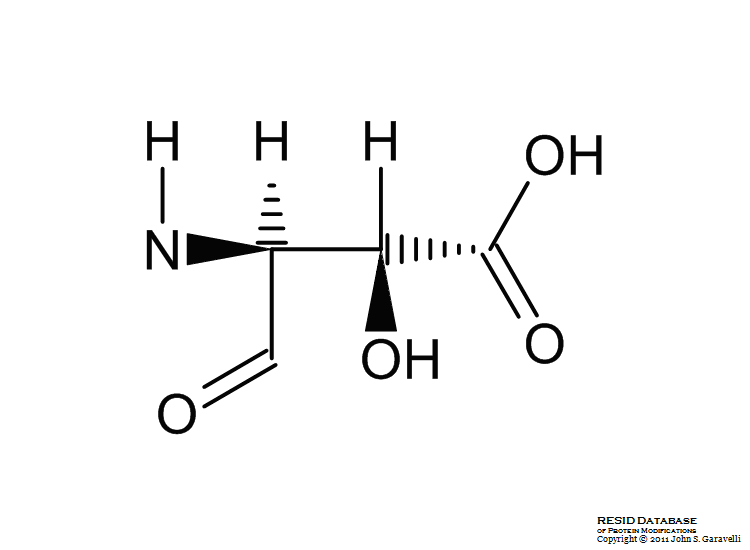 H H H OH
N
O
OH
O
RESID DATABASE
OF PROTEIN MODIFICATIONS
Copyright © 2011 John S. Garavelli